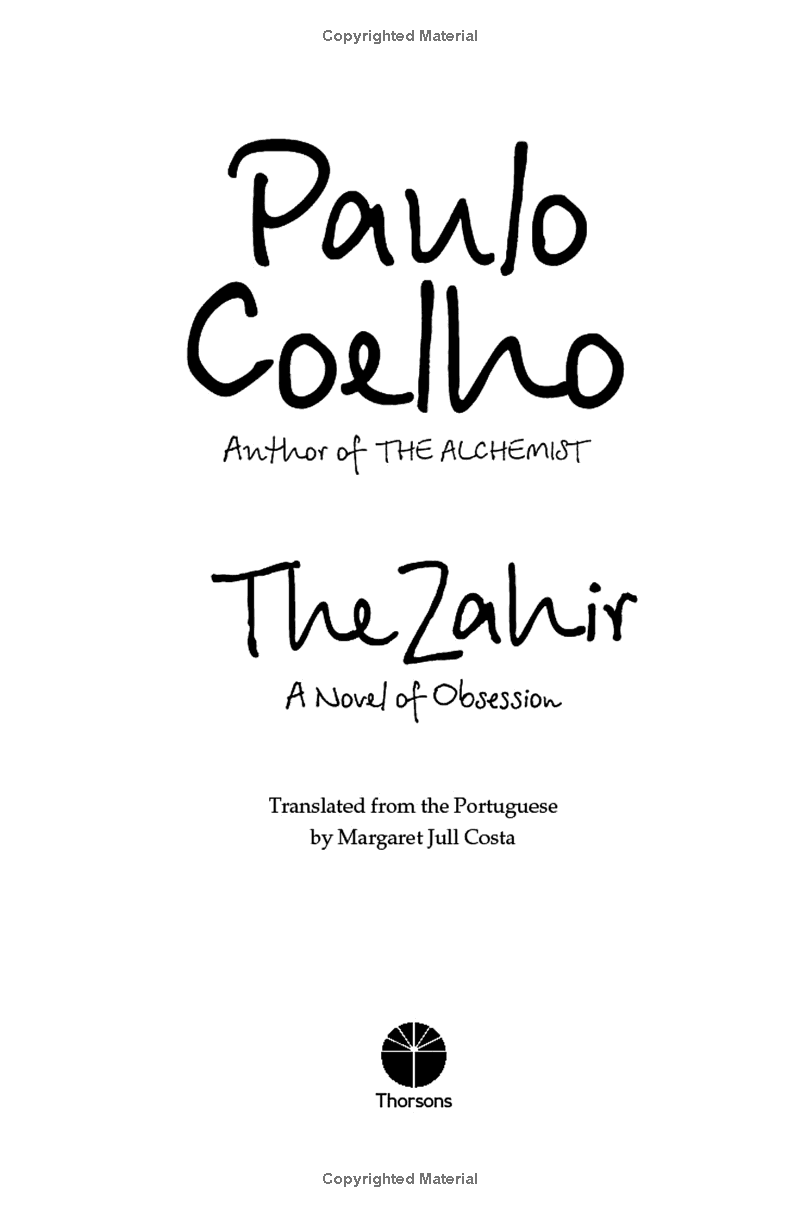 Copyrighted Material
Paulo
Coelho
Author of THE ALCHEMIST
The Zahir
A Novel of Obsession
Translated from the Portuguese
by Margaret Jull Costa
Thorsons
Copyrighted Material